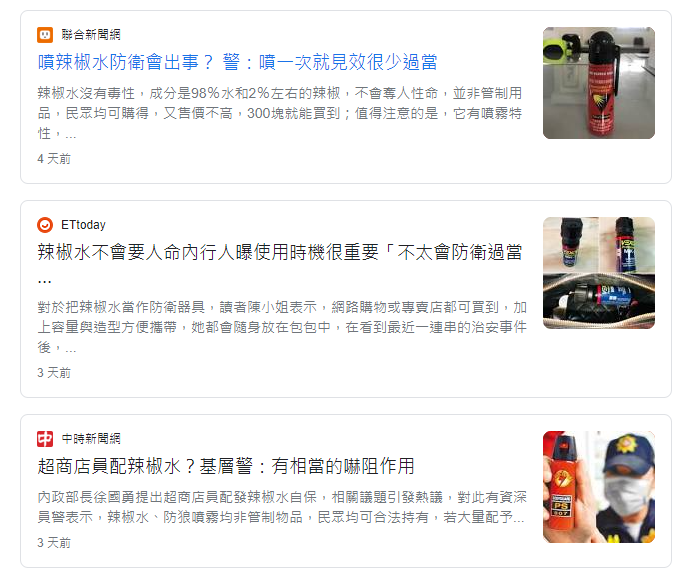 聯合新聞網
噴辣椒水防衛會出事? 警:噴一次就見效很少過當
辣椒水沒有毒性,成分是98%水和2%左右的辣椒,不會奪人性命,並非管制用
品,民眾均可購得,又售價不高,300塊就能買到;值得注意的是,它有噴霧特
性,...
4 天前
ETtoday
辣椒水不會要人命內行人曝使用時機很重要「不太會防衛過當
...
對於把辣椒水當作防衛器具,讀者陳小姐表示,網路購物或專賣店都可買到,加
上容量與造型方便攜帶,她都會隨身放在包包中,在看到最近一連串的治安事件
後,...
3 天前
中時新聞網
超商店員配辣椒水?基層警:有相當的嚇阻作用
內政部長徐國勇提出超商店員配發辣椒水自保,相關議題引發熱議,對此有資深
員警表示,辣椒水、防狼噴霧均非管制物品,民眾均可合法持有,若大量配予...
3 天前
中
PS
007